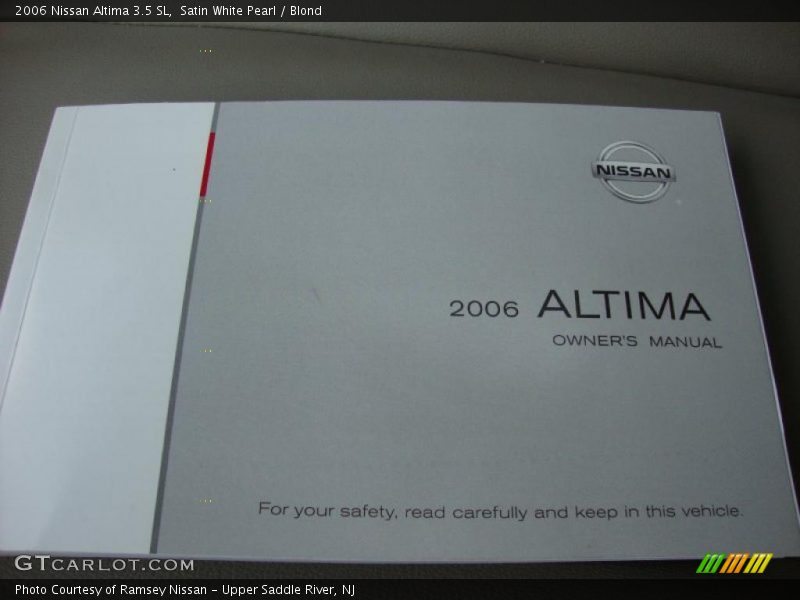 2006 Nissan Altima 3.5 SL,  Satin White Pearl / Blond
NISSAN
2006 ALTIMA
OWNER'S MANUAL
For your safety, read carefully and keep in this vehicle.
GTCARLOT.COM
Photo Courtesy of Ramsey Nissan - Upper Saddle River, NJ